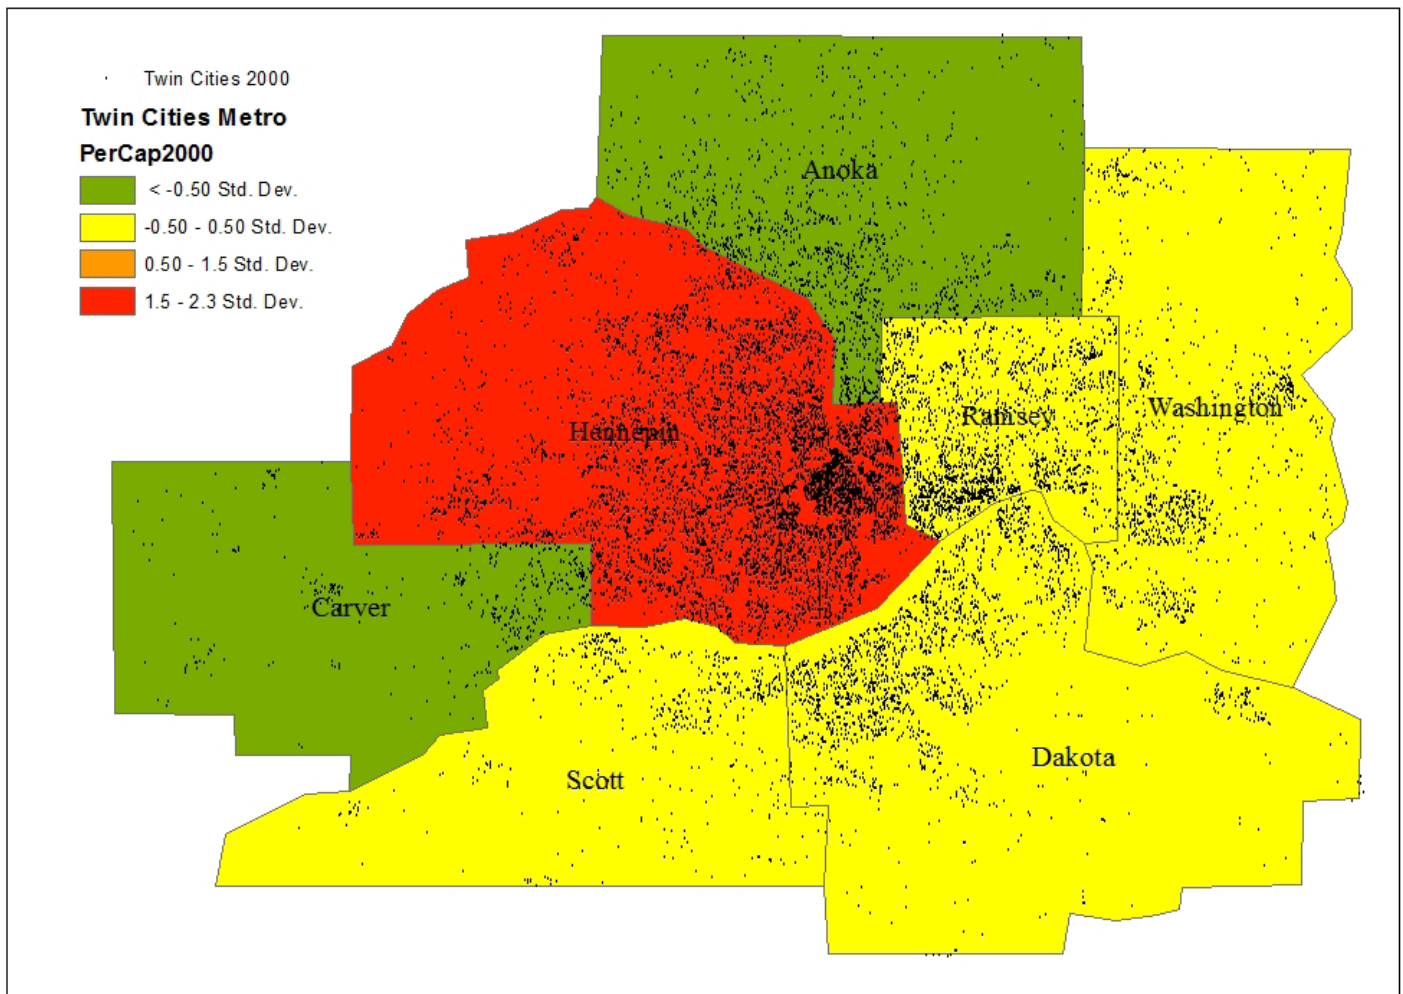 Twin Cities 2000
Twin Cities Metro
PerCap2000
< -0.50 Std. Dev.
-0.50 - 0.50 Std. Dev.
0.50 - 1.5 Std. Dev.
1.5 - 2.3 Std. Dev.
Anoka
Washington
Ramsey
Hennepin
Carver
Dakota
Scott